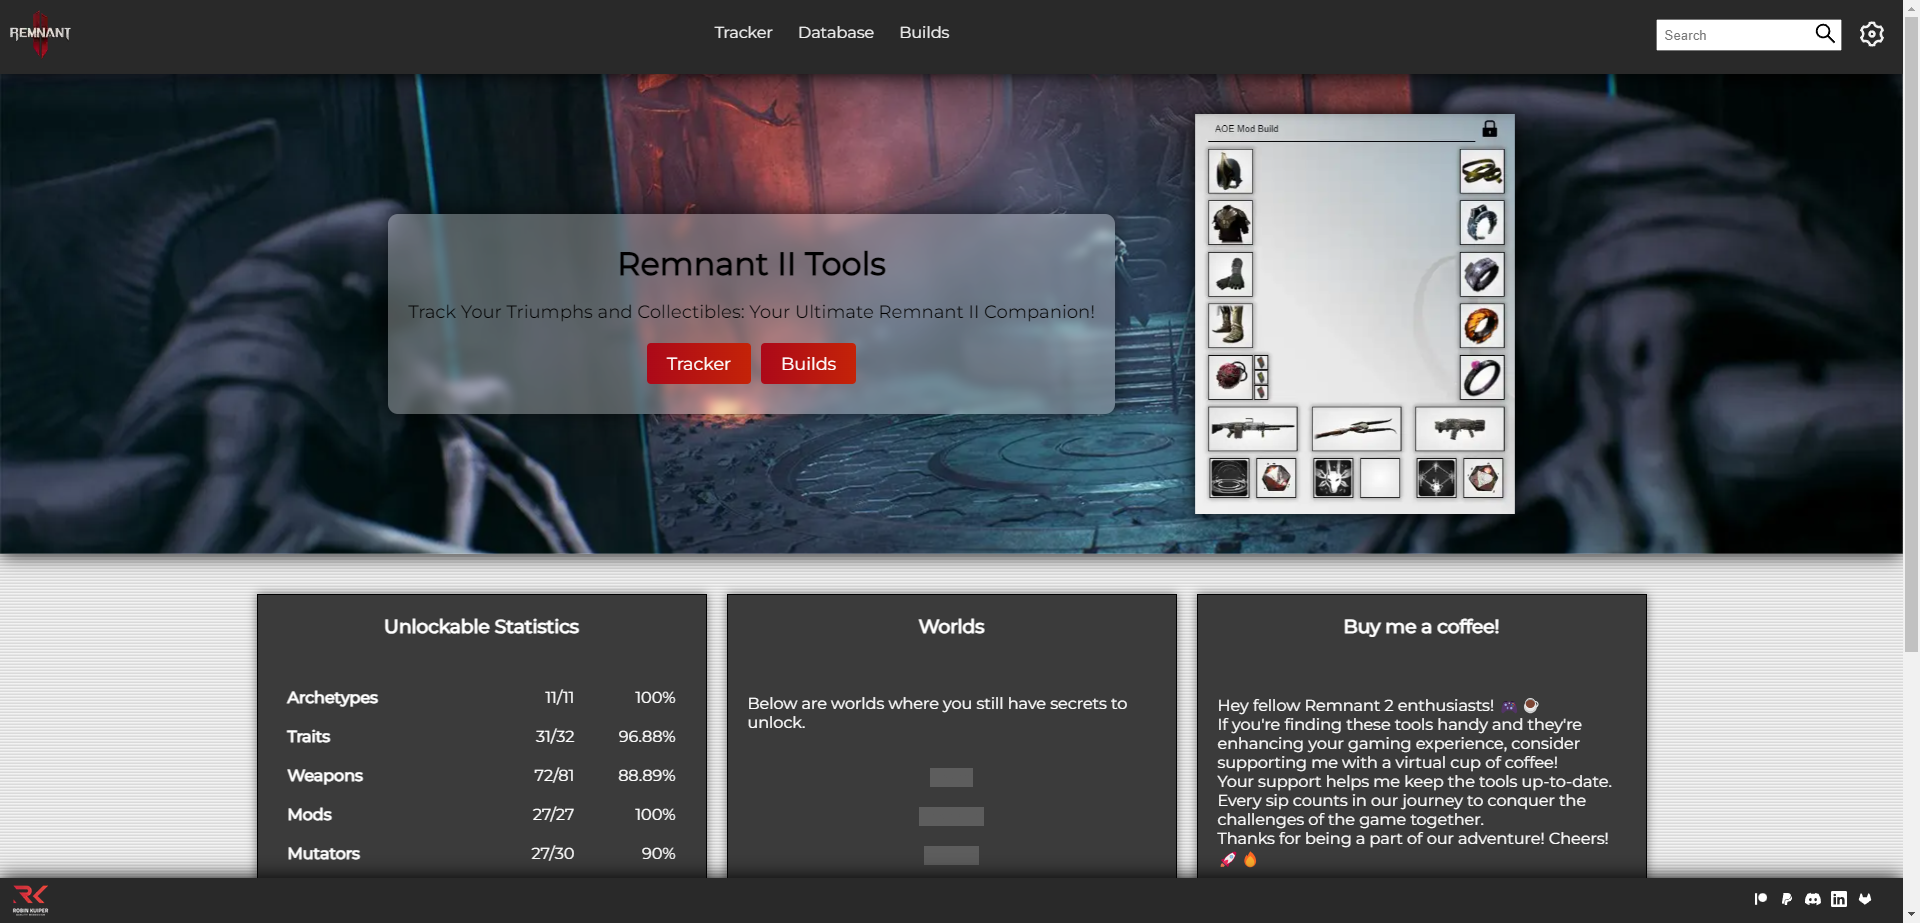 REMNANT
Tracker
Database
Builds
Search
AOE Mod Build
Remnant II Tools
Track Your Triumphs and Collectibles: Your Ultimate Remnant II Companion!
Tracker
Builds
Unlockable Statistics
Archetypes 11/11 100%
Traits 31/32 96.88%
Weapons 72/81 88.89%
Mods 27/27 100%
Mutators 27/30 90%
Worlds
Below are worlds where you still have secrets to
unlock.
Buy me a coffee!
Hey fellow Remnant 2 enthusiasts! 🎮 ☕
If you're finding these tools handy and they're
enhancing your gaming experience, consider
supporting me with a virtual cup of coffee!
Your support helps me keep the tools up-to-date.
Every sip counts in our journey to conquer the
challenges of the game together.
Thanks for being a part of our adventure! Cheers!
🚀 🔥
RK
ROBIN KUIPER